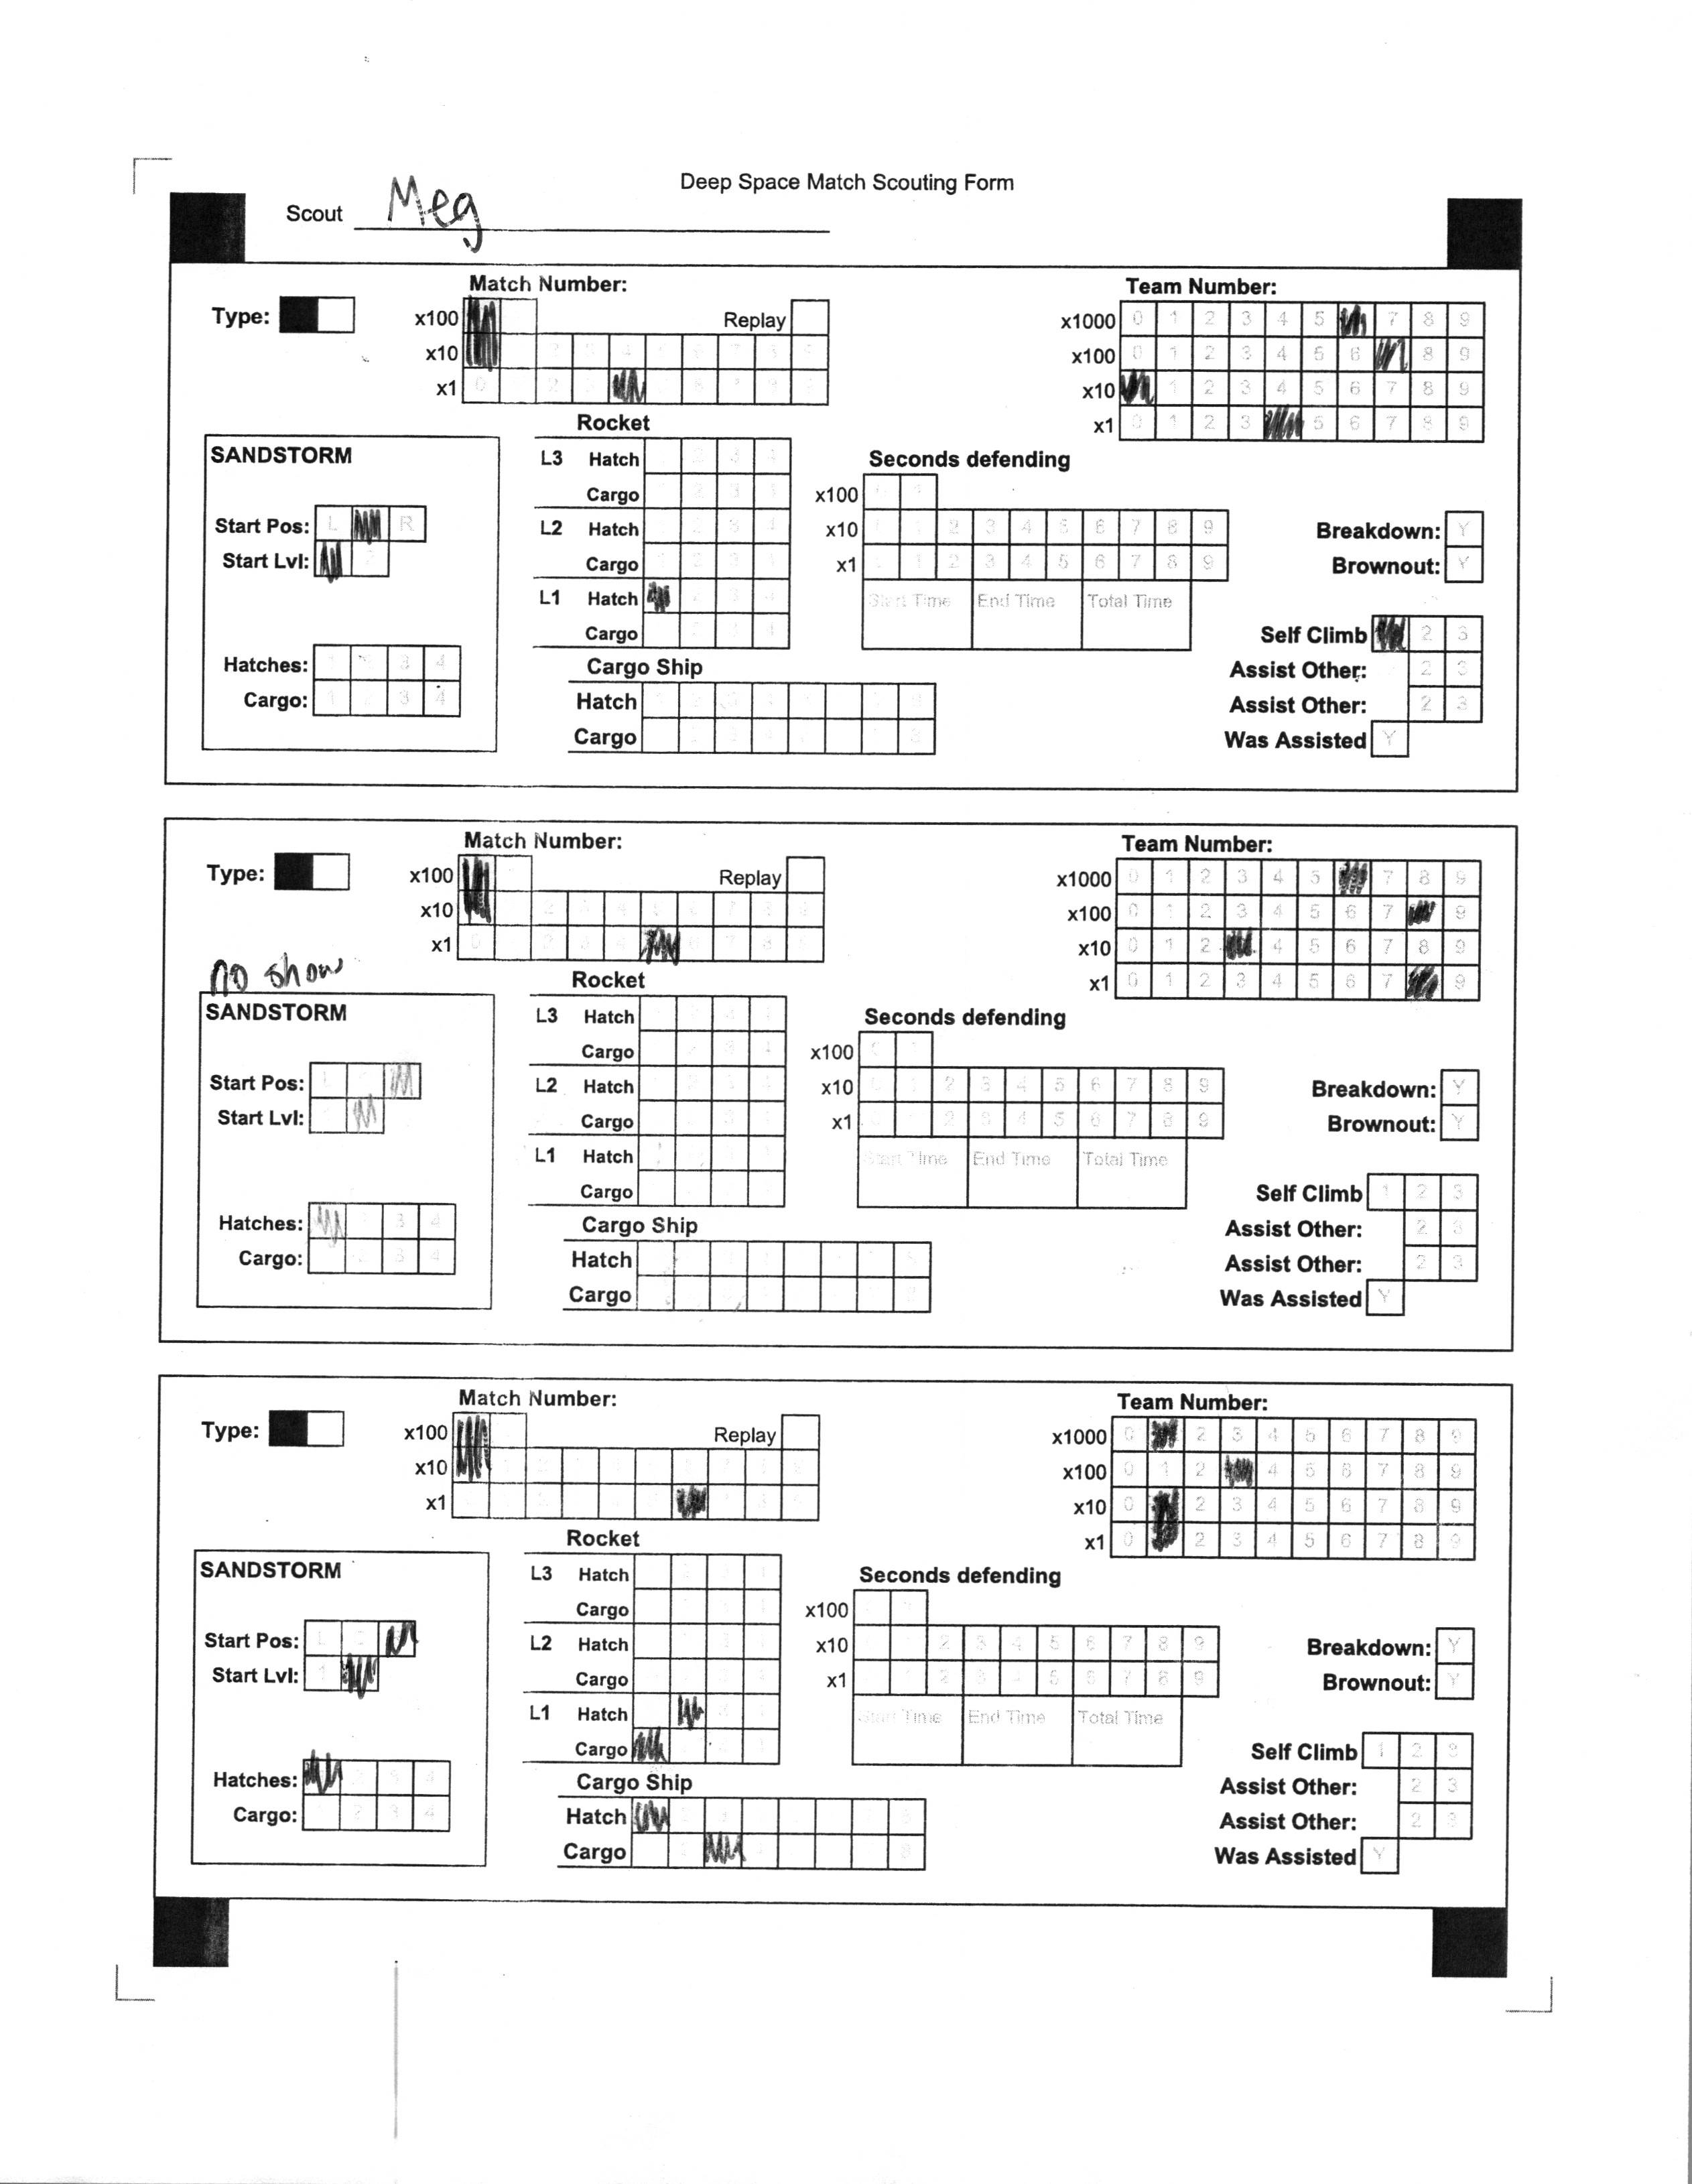 Deep Space Match Scouting Form
Scout Meg
Match Number: Team Number:
Type: x100 Replay x1000 0 1 2 3 4 5 7 8 9
x10 2 3 4 x100 0 1 2 3 4 5 6 8 9
x1 0 2 x10 1 2 3 4 5 6 7 8 9
Rocket x1 0 1 2 3 5 6 7 8 9
SANDSTORM L3 Hatch 2 3 4 Seconds defending
Cargo 2 3 4 x100
Start Pos: L R L2 Hatch x10 2 3 4 5 6 7 8 9 Breakdown: Y
Start Lvl: 2 Cargo x1 2 3 4 5 6 7 8 9 Brownout: Y
L1 Hatch Start Time End Time Total Time
Cargo Self Climb 2 3
Hatches: 3 4 Cargo Ship Assist Other: 2 3
Cargo: 1 2 3 4 Hatch Assist Other: 2 3
Cargo Was Assisted Y
Match Number: Team Number:
Type: x100 Replay x1000 0 1 2 3 4 5 7 8 9
x10 x100 0 1 2 3 4 5 6 7 9
x1 x10 0 1 2 4 5 6 7 8 9
no show Rocket x1 0 1 2 3 4 5 6 7 9
SANDSTORM L3 Hatch Seconds defending
Cargo x100
Start Pos: L2 Hatch x10 2 3 4 5 6 7 8 9 Breakdown: Y
Start Lvl: Cargo x1 2 3 4 5 6 7 8 9 Brownout: Y
L1 Hatch Start Time End Time Total Time
Cargo Self Climb 1 2 3
Hatches: 3 4 Cargo Ship Assist Other: 2 3
Cargo: 3 4 Hatch Assist Other: 2 3
Cargo Was Assisted Y
Match Number: Team Number:
Type: x100 Replay x1000 0 2 3 4 5 6 7 8 9
x10 x100 0 1 2 4 5 6 7 8 9
x1 x10 0 2 3 4 5 6 7 8 9
Rocket x1 0 2 3 4 5 6 7 8 9
SANDSTORM L3 Hatch Seconds defending
Cargo x100
Start Pos: L2 Hatch x10 2 3 4 5 6 7 8 9 Breakdown: Y
Start Lvl: 1 Cargo x1 2 3 4 5 6 7 8 9 Brownout: Y
L1 Hatch Start Time End Time Total Time
Cargo Self Climb 1 2 3
Hatches: 3 4 Cargo Ship Assist Other: 2 3
Cargo: 2 3 4 Hatch Assist Other: 2 3
Cargo Was Assisted Y